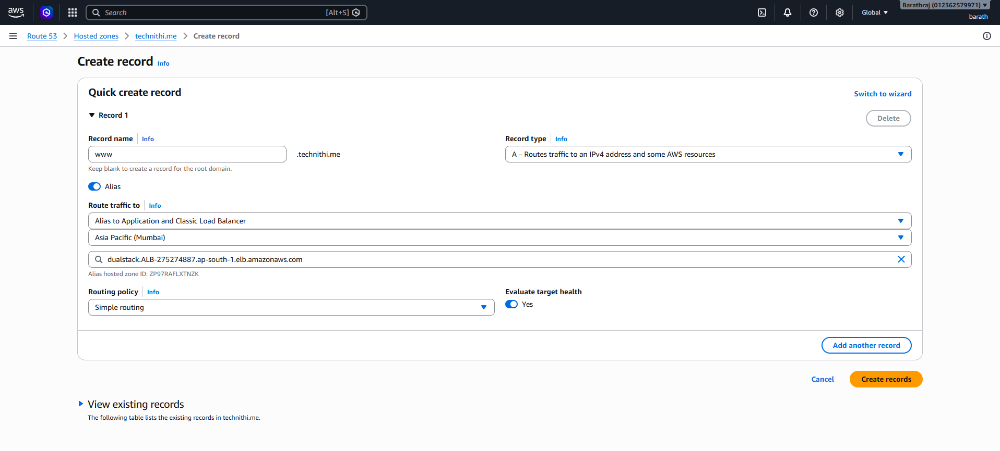 aws
Search
[Alt+S]
Global
Barathraj (012362579971)
barath
Route 53
Hosted zones
technithi.me
Create record
Create record
Info
Quick create record
Switch to wizard
Record 1
Delete
Record name
Info
Record type
Info
www
.technithi.me
A – Routes traffic to an IPv4 address and some AWS resources
Keep blank to create a record for the root domain.
Alias
Route traffic to
Info
Alias to Application and Classic Load Balancer
Asia Pacific (Mumbai)
dualstack.ALB-275274887.ap-south-1.elb.amazonaws.com
Alias hosted zone ID: ZP97RAFLXTNZK
Routing policy
Info
Evaluate target health
Simple routing
Yes
Add another record
Cancel
Create records
View existing records
The following table lists the existing records in technithi.me.